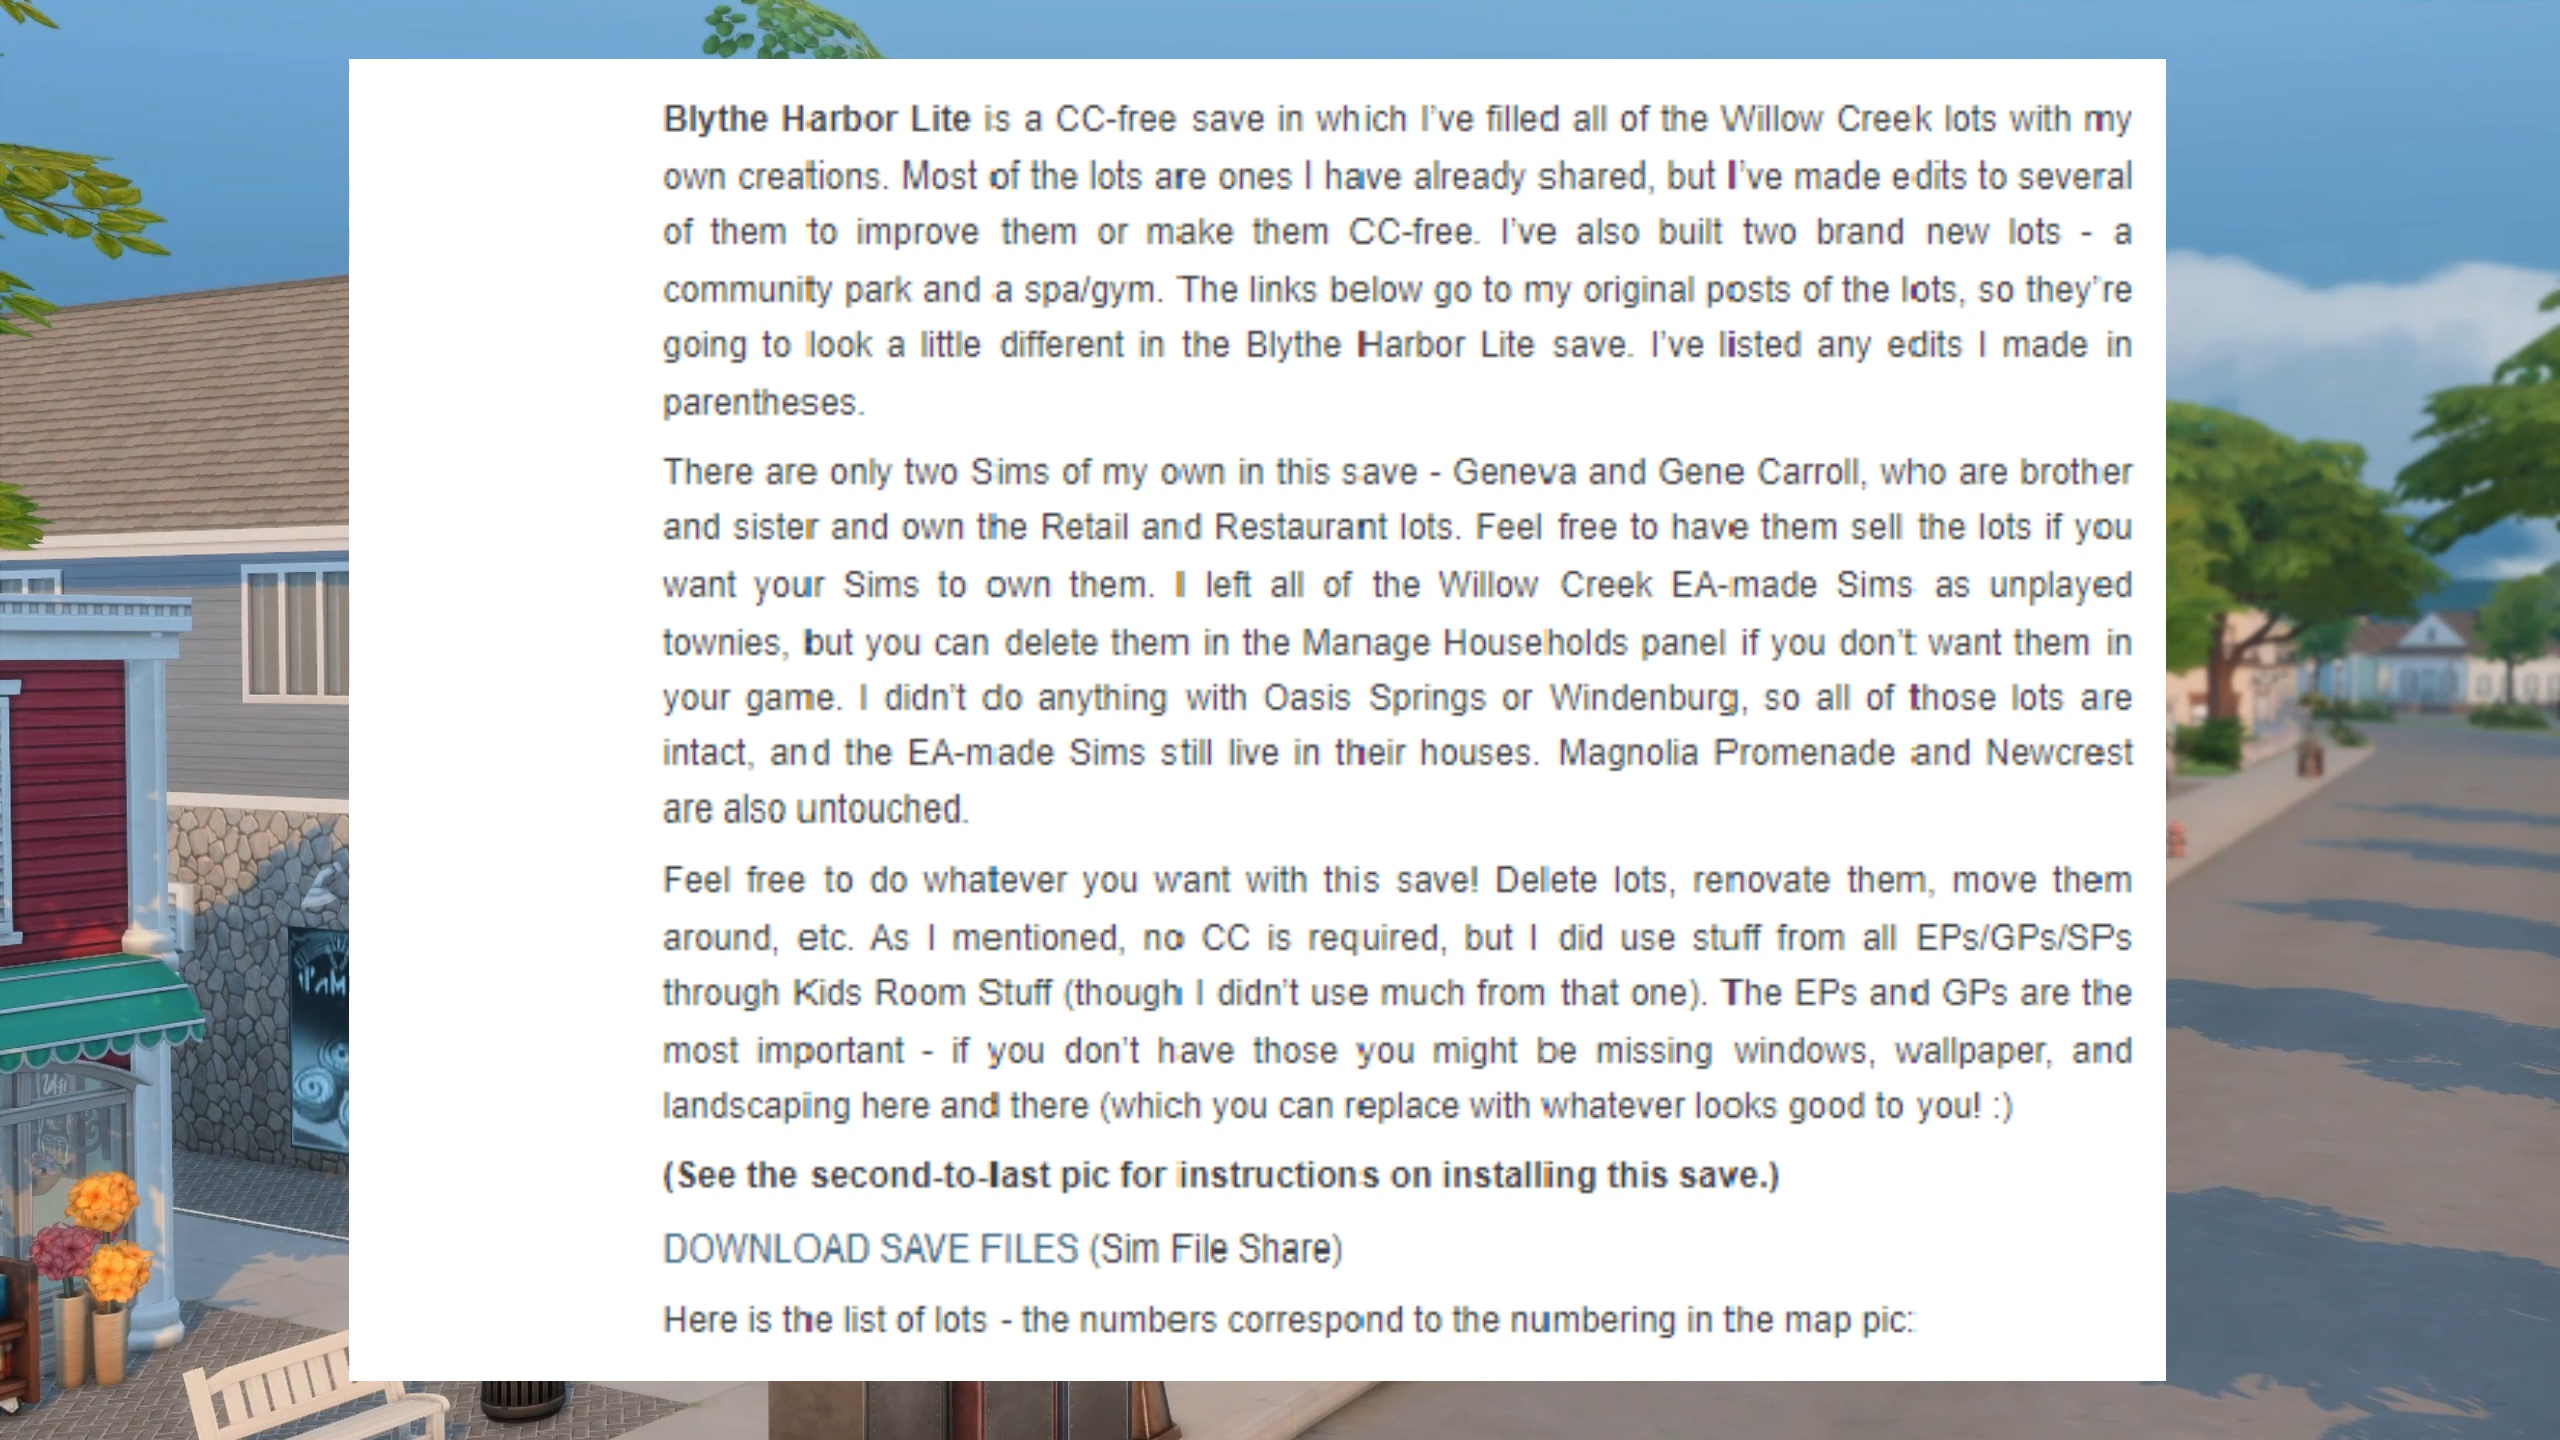 Blythe Harbor Lite is a CC-free save in which I've filled all of the Willow Creek lots with my
own creations. Most of the lots are ones I have already shared, but I've made edits to several
of them to improve them or make them CC-free. I've also built two brand new lots - a
community park and a spa/gym. The links below go to my original posts of the lots, so they're
going to look a little different in the Blythe Harbor Lite save. I've listed any edits I made in
parentheses.
There are only two Sims of my own in this save - Geneva and Gene Carroll, who are brother
and sister and own the Retail and Restaurant lots. Feel free to have them sell the lots if you
want your Sims to own them. I left all of the Willow Creek EA-made Sims as unplayed
townies, but you can delete them in the Manage Households panel if you don't want them in
your game. I didn't do anything with Oasis Springs or Windenburg, so all of those lots are
intact, and the EA-made Sims still live in their houses. Magnolia Promenade and Newcrest
are also untouched.
Feel free to do whatever you want with this save! Delete lots, renovate them, move them
around, etc. As I mentioned, no CC is required, but I did use stuff from all EPs/GPs/SPs
through Kids Room Stuff (though I didn't use much from that one). The EPs and GPs are the
most important - if you don't have those you might be missing windows, wallpaper, and
landscaping here and there (which you can replace with whatever looks good to you! :)
(See the second-to-last pic for instructions on installing this save.)
DOWNLOAD SAVE FILES (Sim File Share)
Here is the list of lots - the numbers correspond to the numbering in the map pic: